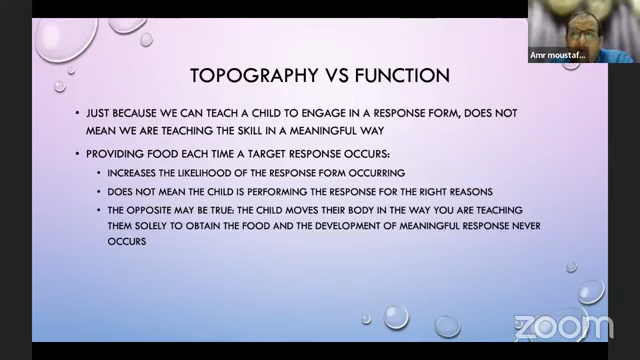 Amr moustaf...
TOPOGRAPHY VS FUNCTION
• JUST BECAUSE WE CAN TEACH A CHILD TO ENGAGE IN A RESPONSE FORM, DOES NOT
MEAN WE ARE TEACHING THE SKILL IN A MEANINGFUL WAY
• PROVIDING FOOD EACH TIME A TARGET RESPONSE OCCURS:
• INCREASES THE LIKELIHOOD OF THE RESPONSE FORM OCCURRING
• DOES NOT MEAN THE CHILD IS PERFORMING THE RESPONSE FOR THE RIGHT REASONS
• THE OPPOSITE MAY BE TRUE: THE CHILD MOVES THEIR BODY IN THE WAY YOU ARE TEACHING
THEM SOLELY TO OBTAIN THE FOOD AND THE DEVELOPMENT OF MEANINGFUL RESPONSE NEVER
OCCURS
zoom